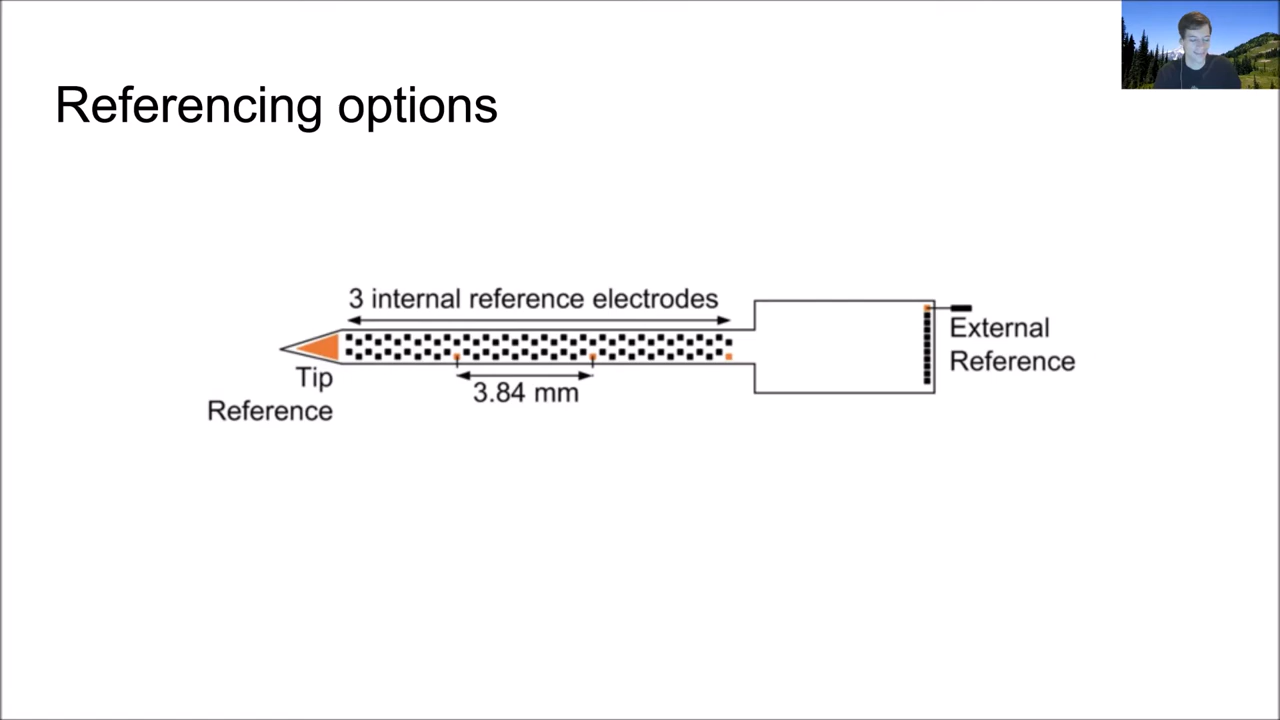 Referencing options
3 internal reference electrodes
External
Reference
Tip
Reference
3.84 mm